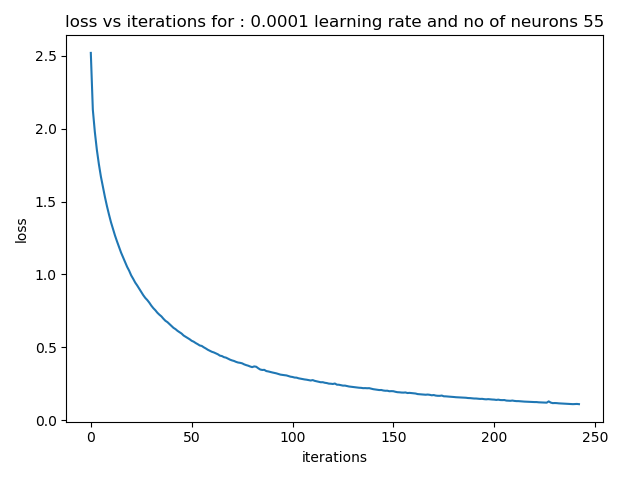 loss vs iterations for : 0.0001 learning rate and no of neurons 55
2.5
2.0
1.5
1.0
0.5
0.0
loss
0 50 100 150 200 250
iterations